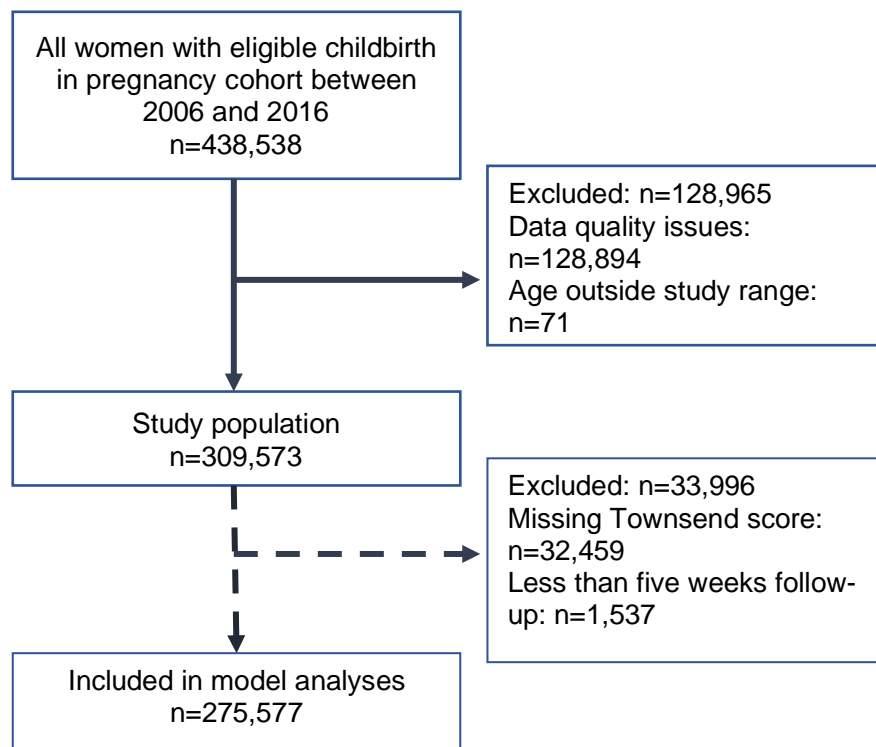 All women with eligible childbirth
in pregnancy cohort between
2006 and 2016
n=438,538
Excluded: n=128,965
Data quality issues:
n=128,894
Age outside study range:
n=71
Study population
n=309,573
Excluded: n=33,996
Missing Townsend score:
n=32,459
Less than five weeks follow-
up: n=1,537
Included in model analyses
n=275,577